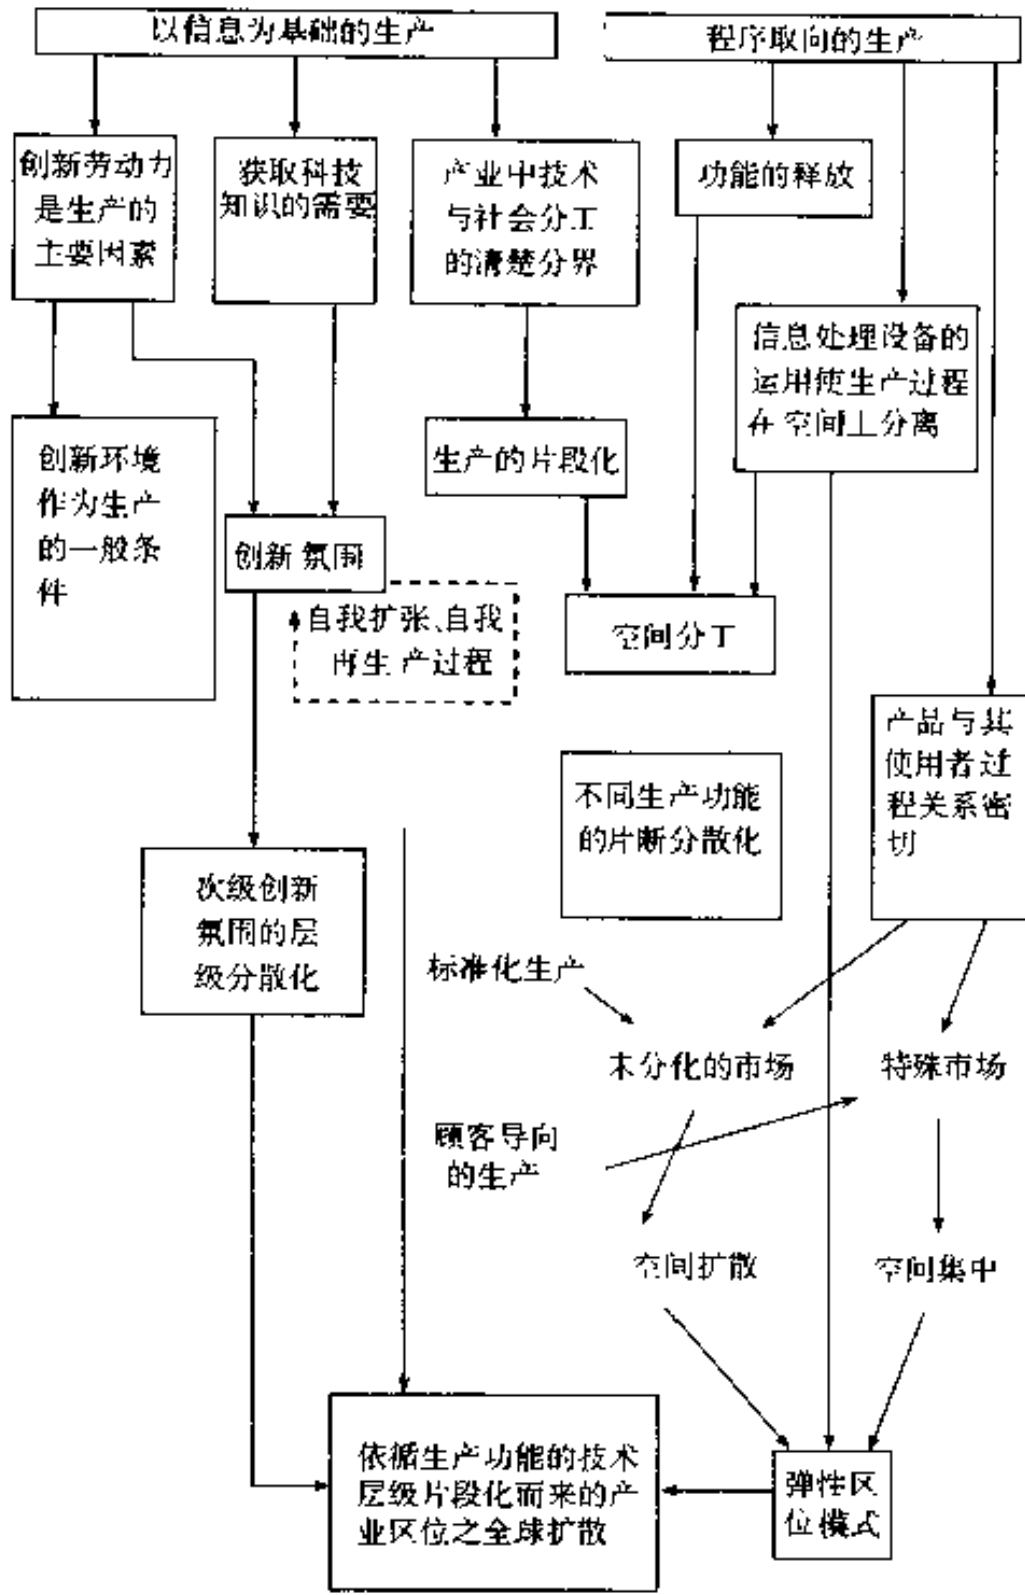 以信息为基础的生产
程序取向的生产
创新劳动力
是生产的
主要因素
获取科技
知识的需要
产业中技术
与社会分工
的清楚分界
功能的释放
信息处理设备的
运用使生产过程
在空间上分离
创新环境
作为生产
的一般条
件
生产的片段化
创新氛围
自我扩张、自我
再生产过程
空间分工
产品与其
使用者过
程关系密
切
不同生产功能
的片断分散化
次级创新
氛围的层
级分散化
标准化生产
未分化的市场
特殊市场
顾客导向
的生产
空间扩散
空间集中
依循生产功能的技术
层级片段化而来的产
业区位之全球扩散
弹性区
位模式